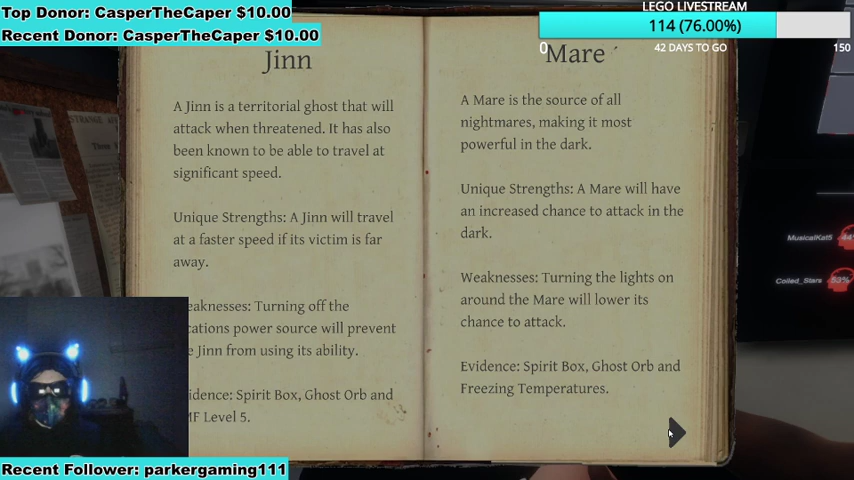 Top Donor: CasperTheCaper $10.00
Recent Donor: CasperTheCaper $10.00
LEGO LIVESTREAM
114 (76.00%)
0
42 DAYS TO GO
150
Jinn
A Jinn is a territorial ghost that will
attack when threatened. It has also
been known to be able to travel at
significant speed.
Unique Strengths: A Jinn will travel
at a faster speed if its victim is far
away.
eaknesses: Turning off the
cations power source will prevent
e Jinn from using its ability.
idence: Spirit Box, Ghost Orb and
MF Level 5.
Mare
A Mare is the source of all
nightmares, making it most
powerful in the dark.
Unique Strengths: A Mare will have
an increased chance to attack in the
dark.
Weaknesses: Turning the lights on
around the Mare will lower its
chance to attack.
Evidence: Spirit Box, Ghost Orb and
Freezing Temperatures.
MusicalKat5
Coiled_Stars
Recent Follower: parkergaming111